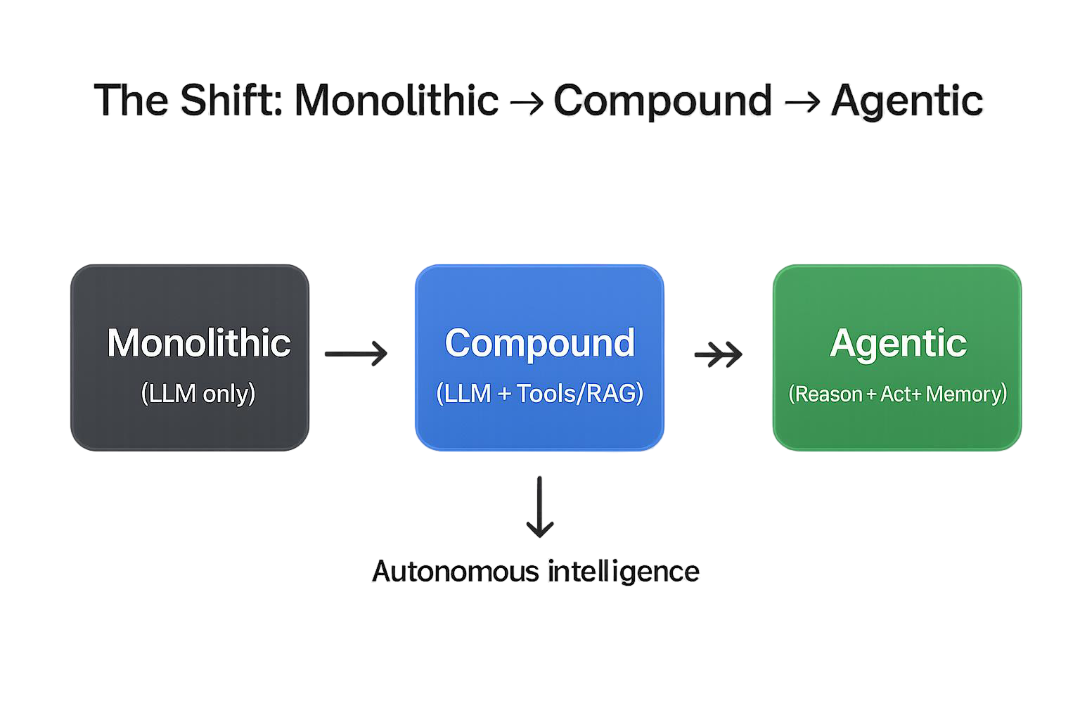 The Shift: Monolithic → Compound → Agentic
Monolithic
(LLM only)
Compound
(LLM + Tools/RAG)
Agentic
(Reason + Act+ Memory)
Autonomous intelligence